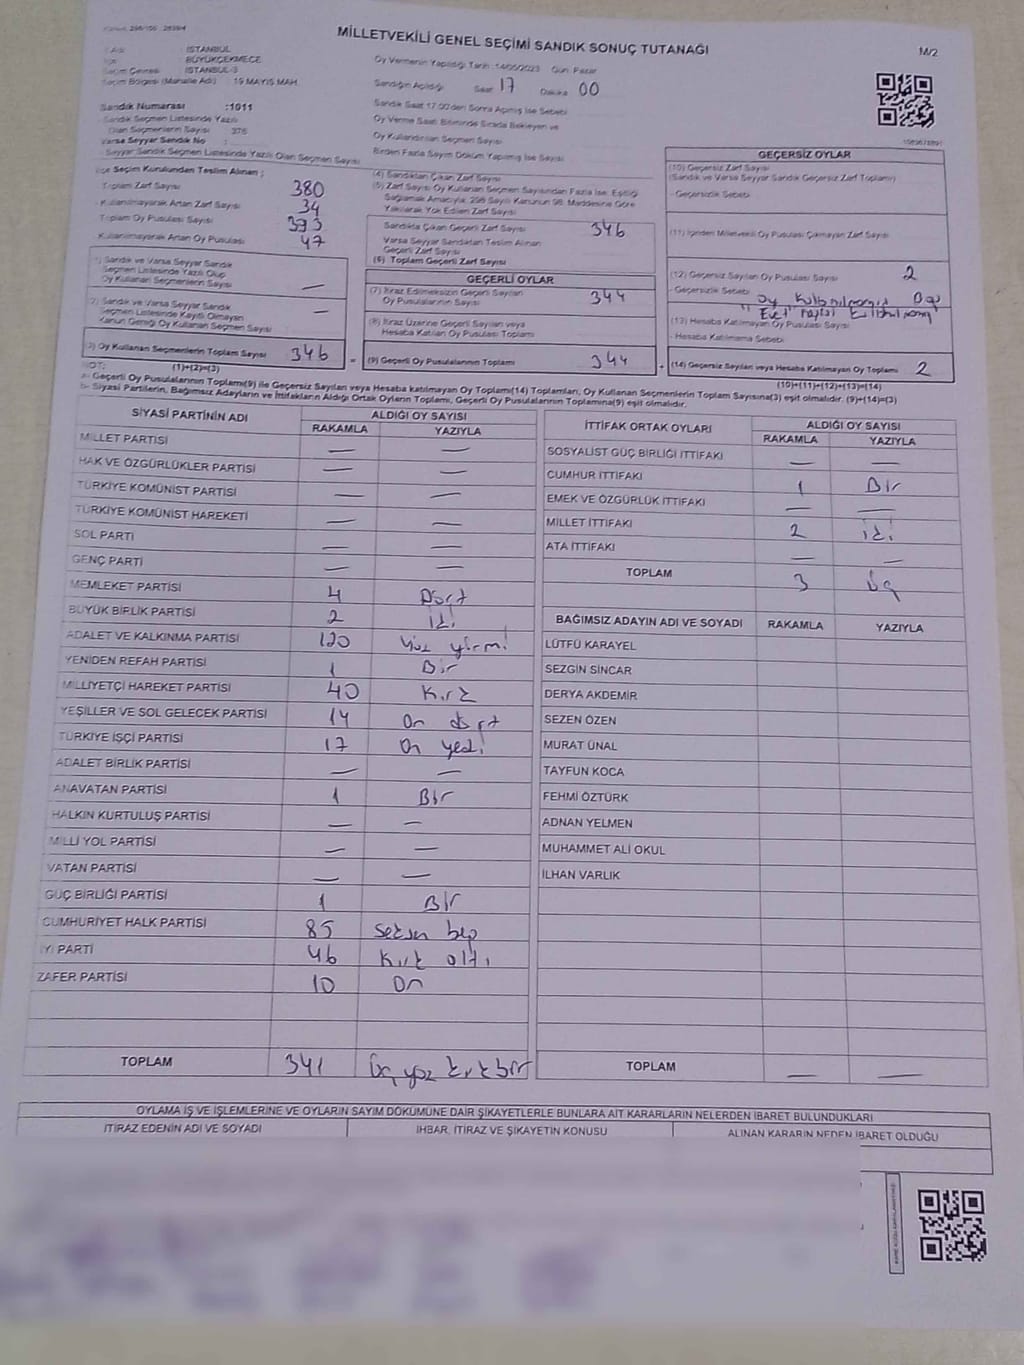 MİLLETVEKİLİ GENEL SEÇİMİ SANDIK SONUÇ TUTANAĞI
M/2
İSTANBUL
BÜYÜKÇEKMECE
Seçim Çevresi İSTANBUL-3
Seçim Bölgesi (Mahalle Adı) : 19 MAYIS MAH.
Oy Vermenin Yapıldığı Tarih : 14/05/2023 Gün: Pazar
Sandığın Açıldığı Saat 17 Dakika 00
Sandık Saat 17:00'den Sonra Açılmış İse Sebebi
Oy Verme Saati Bitiminde Sırada Bekleyen ve
Oy Kullandırılan Seçmen Sayısı
Birden Fazla Sayım Döküm Yapılmış İse Sayısı
Sandık Numarası :1011
Sandık Seçmen Listesinde Yazılı
Olan Seçmenlerin Sayısı 376
Varsa Seyyar Sandık No :
Seyyar Sandık Seçmen Listesinde Yazılı Olan Seçmen Sayısı
İlçe Seçim Kurulundan Teslim Alınan ;
Toplam Zarf Sayısı 380
Kullanılmayarak Artan Zarf Sayısı 34
Toplam Oy Pusulası Sayısı 393
Kullanılmayarak Artan Oy Pusulası 47
(1) Sandık ve Varsa Seyyar Sandık
Seçmen Listesinde Yazılı Olup
Oy Kullanan Seçmenlerin Sayısı —
(2) Sandık ve Varsa Seyyar Sandık
Seçmen Listesinde Kayıtlı Olmayan
Kanun Gereği Oy Kullanan Seçmen Sayısı —
(3) Oy Kullanan Seçmenlerin Toplam Sayısı 346
(1)+(2)=(3)
(4) Sandıktan Çıkan Zarf Sayısı
(5) Zarf Sayısı Oy Kullanan Seçmen Sayısından Fazla İse, Eşitliği
Sağlamak Amacıyla, 298 Sayılı Kanunun 98. Maddesine Göre
Yakılarak Yok Edilen Zarf Sayısı
Sandıkta Çıkan Geçerli Zarf Sayısı 346
Varsa Seyyar Sandıktan Teslim Alınan
Geçerli Zarf Sayısı
(6) Toplam Geçerli Zarf Sayısı
GEÇERLİ OYLAR
(7) İtiraz Edilmeksizin Geçerli Sayılan
Oy Pusulalarının Sayısı 344
(8) İtiraz Üzerine Geçerli Sayılan veya
Hesaba Katılan Oy Pusulası Toplamı
= (9) Geçerli Oy Pusulalarının Toplamı 344
GEÇERSİZ OYLAR
(10) Geçersiz Zarf Sayısı
(Sandık ve Varsa Seyyar Sandık Geçersiz Zarf Toplamı)
- Geçersizlik Sebebi
(11) İçinden Milletvekili Oy Pusulası Çıkmayan Zarf Sayısı
(12) Geçersiz Sayılan Oy Pusulası Sayısı 2
- Geçersizlik Sebebi
(13) Hesaba Katılmayan Oy Pusulası Sayısı
- Hesaba Katılmama Sebebi
+ (14) Geçersiz Sayılan veya Hesaba Katılmayan Oy Toplamı 2
(10)+(11)+(12)+(13)=(14)
NOT:
a- Geçerli Oy Pusulalarının Toplamı(9) ile Geçersiz Sayılan veya Hesaba katılmayan Oy Toplamı(14) Toplamları, Oy Kullanan Seçmenlerin Toplam Sayısına(3) eşit olmalıdır. (9)+(14)=(3)
b- Siyasi Partilerin, Bağımsız Adayların ve İttifakların Aldığı Ortak Oyların Toplamı, Geçerli Oy Pusulalarının Toplamına(9) eşit olmalıdır.
SİYASİ PARTİNİN ADI ALDIĞI OY SAYISI
RAKAMLA YAZIYLA
MİLLET PARTİSİ — —
HAK VE ÖZGÜRLÜKLER PARTİSİ — —
TÜRKİYE KOMÜNİST PARTİSİ — —
TÜRKİYE KOMÜNİST HAREKETİ — —
SOL PARTİ — —
GENÇ PARTİ — —
MEMLEKET PARTİSİ 4 Dört
BÜYÜK BİRLİK PARTİSİ 2 iki
ADALET VE KALKINMA PARTİSİ 120 Yüz yirmi
YENİDEN REFAH PARTİSİ 1 Bir
MİLLİYETÇİ HAREKET PARTİSİ 40 Kırk
YEŞİLLER VE SOL GELECEK PARTİSİ 14 On dört
TÜRKİYE İŞÇİ PARTİSİ 17 On yedi
ADALET BİRLİK PARTİSİ — —
ANAVATAN PARTİSİ 1 Bir
HALKIN KURTULUŞ PARTİSİ — —
MİLLİ YOL PARTİSİ — —
VATAN PARTİSİ — —
GÜÇ BİRLİĞİ PARTİSİ 1 Bir
CUMHURİYET HALK PARTİSİ 85 seksen beş
İYİ PARTİ 46 Kırk altı
ZAFER PARTİSİ 10 On
TOPLAM 341 Üç yüz kırk bir
İTTİFAK ORTAK OYLARI ALDIĞI OY SAYISI
RAKAMLA YAZIYLA
SOSYALİST GÜÇ BİRLİĞİ İTTİFAKI — —
CUMHUR İTTİFAKI 1 Bir
EMEK VE ÖZGÜRLÜK İTTİFAKI — —
MİLLET İTTİFAKI 2 iki
ATA İTTİFAKI — —
TOPLAM 3 Üç
BAĞIMSIZ ADAYIN ADI VE SOYADI RAKAMLA YAZIYLA
LÜTFÜ KARAYEL
SEZGİN SİNCAR
DERYA AKDEMİR
SEZEN ÖZEN
MURAT ÜNAL
TAYFUN KOCA
FEHMİ ÖZTÜRK
ADNAN YELMEN
MUHAMMET ALİ OKUL
İLHAN VARLIK
TOPLAM — —
OYLAMA İŞ VE İŞLEMLERİNE VE OYLARIN SAYIM DÖKÜMÜNE DAİR ŞİKAYETLERLE BUNLARA AİT KARARLARIN NELERDEN İBARET BULUNDUKLARI
İTİRAZ EDENİN ADI VE SOYADI İHBAR, İTİRAZ VE ŞİKAYETİN KONUSU ALINAN KARARIN NEDEN İBARET OLDUĞU